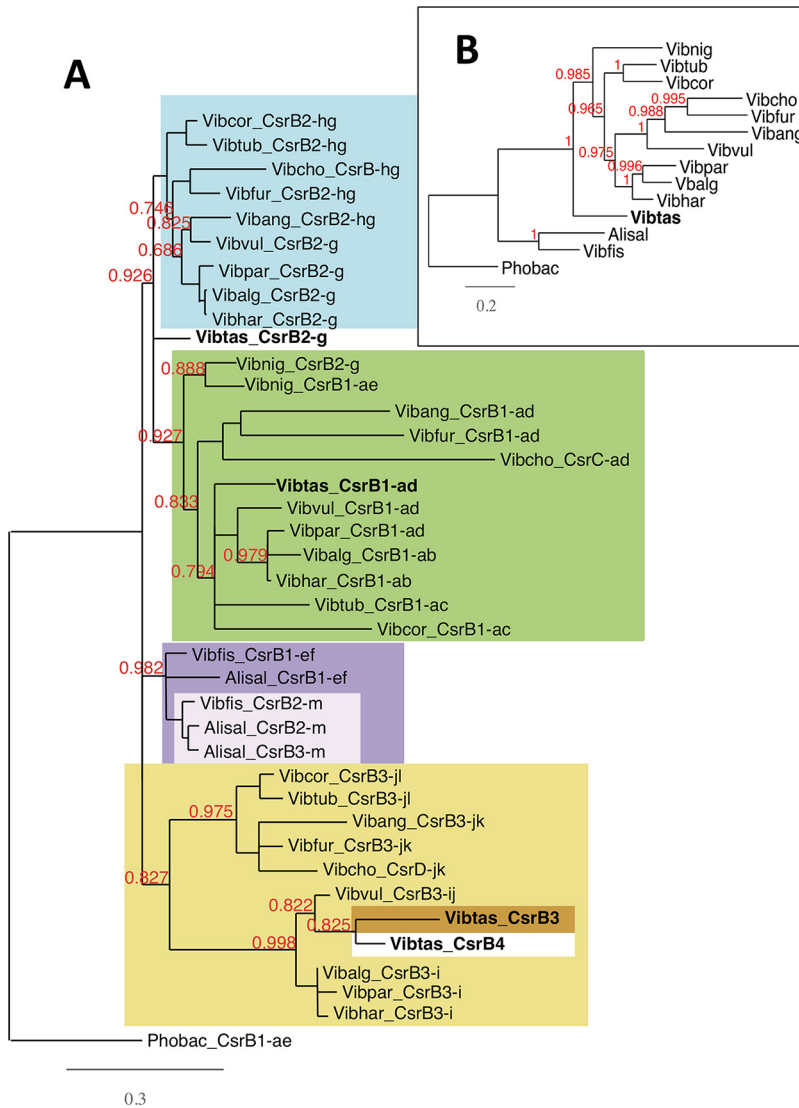 A
Vibcor_CsrB2-hg
Vibtub_CsrB2-hg
Vibcho_CsrB-hg
Vibfur_CsrB2-hg
0.746
0.825
Vibang_CsrB2-hg
Vibvul_CsrB2-g
0.686
Vibpar_CsrB2-g
0.926
Vibalg_CsrB2-g
Vibhar_CsrB2-g
Vibtas_CsrB2-g
Vibnig_CsrB2-g
0.888
Vibnig_CsrB1-ae
Vibang_CsrB1-ad
0.927
Vibfur_CsrB1-ad
Vibcho_CsrC-ad
Vibtas_CsrB1-ad
0.833
Vibvul_CsrB1-ad
Vibpar_CsrB1-ad
0.979
Vibalg_CsrB1-ab
0.794
Vibhar_CsrB1-ab
Vibtub_CsrB1-ac
Vibcor_CsrB1-ac
Vibfis_CsrB1-ef
0.982
Alisal_CsrB1-ef
Vibfis_CsrB2-m
Alisal_CsrB2-m
Alisal_CsrB3-m
Vibcor_CsrB3-jl
Vibtub_CsrB3-jl
0.975
Vibang_CsrB3-jk
Vibfur_CsrB3-jk
Vibcho_CsrD-jk
0.827
Vibvul_CsrB3-ij
0.822
Vibtas_CsrB3
0.825
Vibtas_CsrB4
0.998
Vibalg_CsrB3-i
Vibpar_CsrB3-i
Vibhar_CsrB3-i
Phobac_CsrB1-ae
0.3
B
Vibnig
Vibtub
1
0.985
Vibcor
Vibcho
0.995
0.965
0.988
Vibfur
1
Vibang
1
Vibvul
0.975
Vibpar
0.996
1
Vbalg
Vibhar
Vibtas
Alisal
1
Vibfis
Phobac
0.2